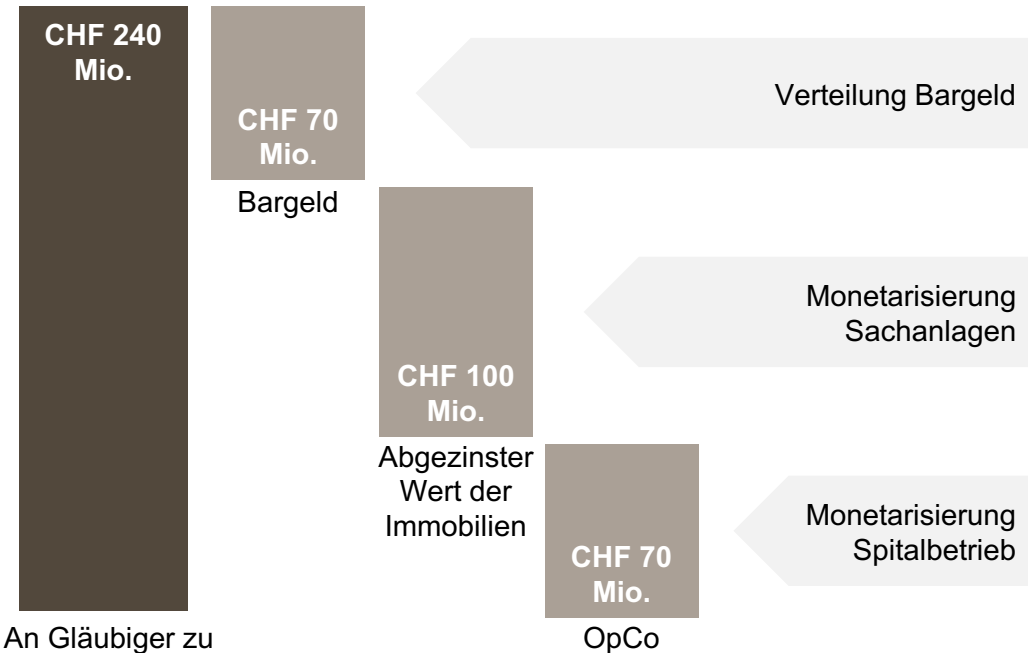 CHF 240
Mio.
CHF 70
Mio.
Bargeld
Verteilung Bargeld
CHF 100
Mio.
Abgezinster
Wert der
Immobilien
Monetarisierung
Sachanlagen
CHF 70
Mio.
OpCo
Monetarisierung
Spitalbetrieb
An Gläubiger zu